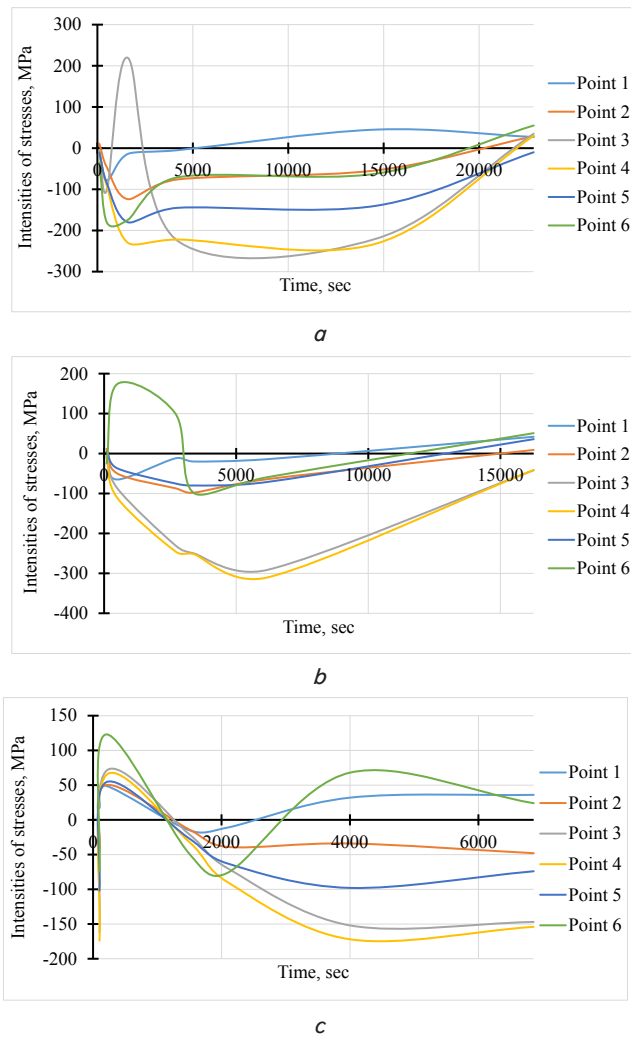 Intensities of stresses, MPa
300
200
100
0
-100
-200
-300
0 5000 10000 15000 20000
Time, sec
Point 1
Point 2
Point 3
Point 4
Point 5
Point 6
a
Intensities of stresses, MPa
200
100
0
-100
-200
-300
-400
0 5000 10000 15000
Time, sec
Point 1
Point 2
Point 3
Point 4
Point 5
Point 6
b
Intensities of stresses, MPa
150
100
50
0
-50
-100
-150
-200
0 2000 4000 6000
Time, sec
Point 1
Point 2
Point 3
Point 4
Point 5
Point 6
c